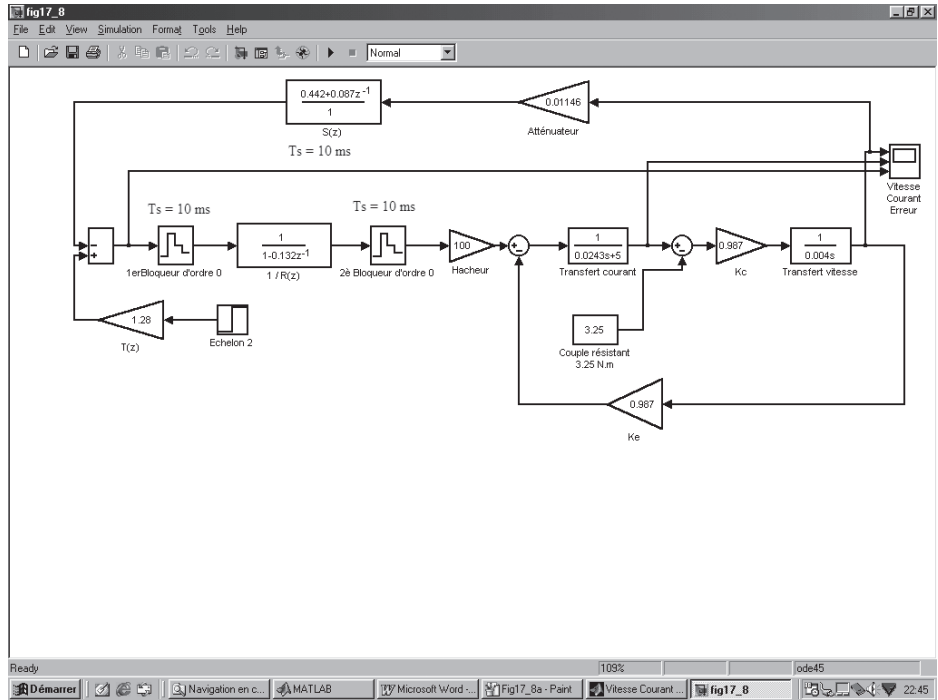 fig17_8
File Edit View Simulation Format Tools Help
Normal
0.442+0.087z-1
1
S(z)
Ts = 10 ms
0.01146
Atténuateur
Vitesse
Courant
Erreur
Ts = 10 ms
Ts = 10 ms
1erBloqueur d'ordre 0
1
1-0.132z-1
1 / R(z)
2è Bloqueur d'ordre 0
100
Hacheur
1
0.0243s+5
Transfert courant
0.987
Kc
1
0.004s
Transfert vitesse
1.28
T(z)
Echelon 2
3.25
Couple résistant
3.25 N.m
0.987
Ke
Ready
109%
ode45
Démarrer
Navigation en c...
MATLAB
Microsoft Word -...
Fig17_8a - Paint
Vitesse Courant ...
fig17_8
22:45